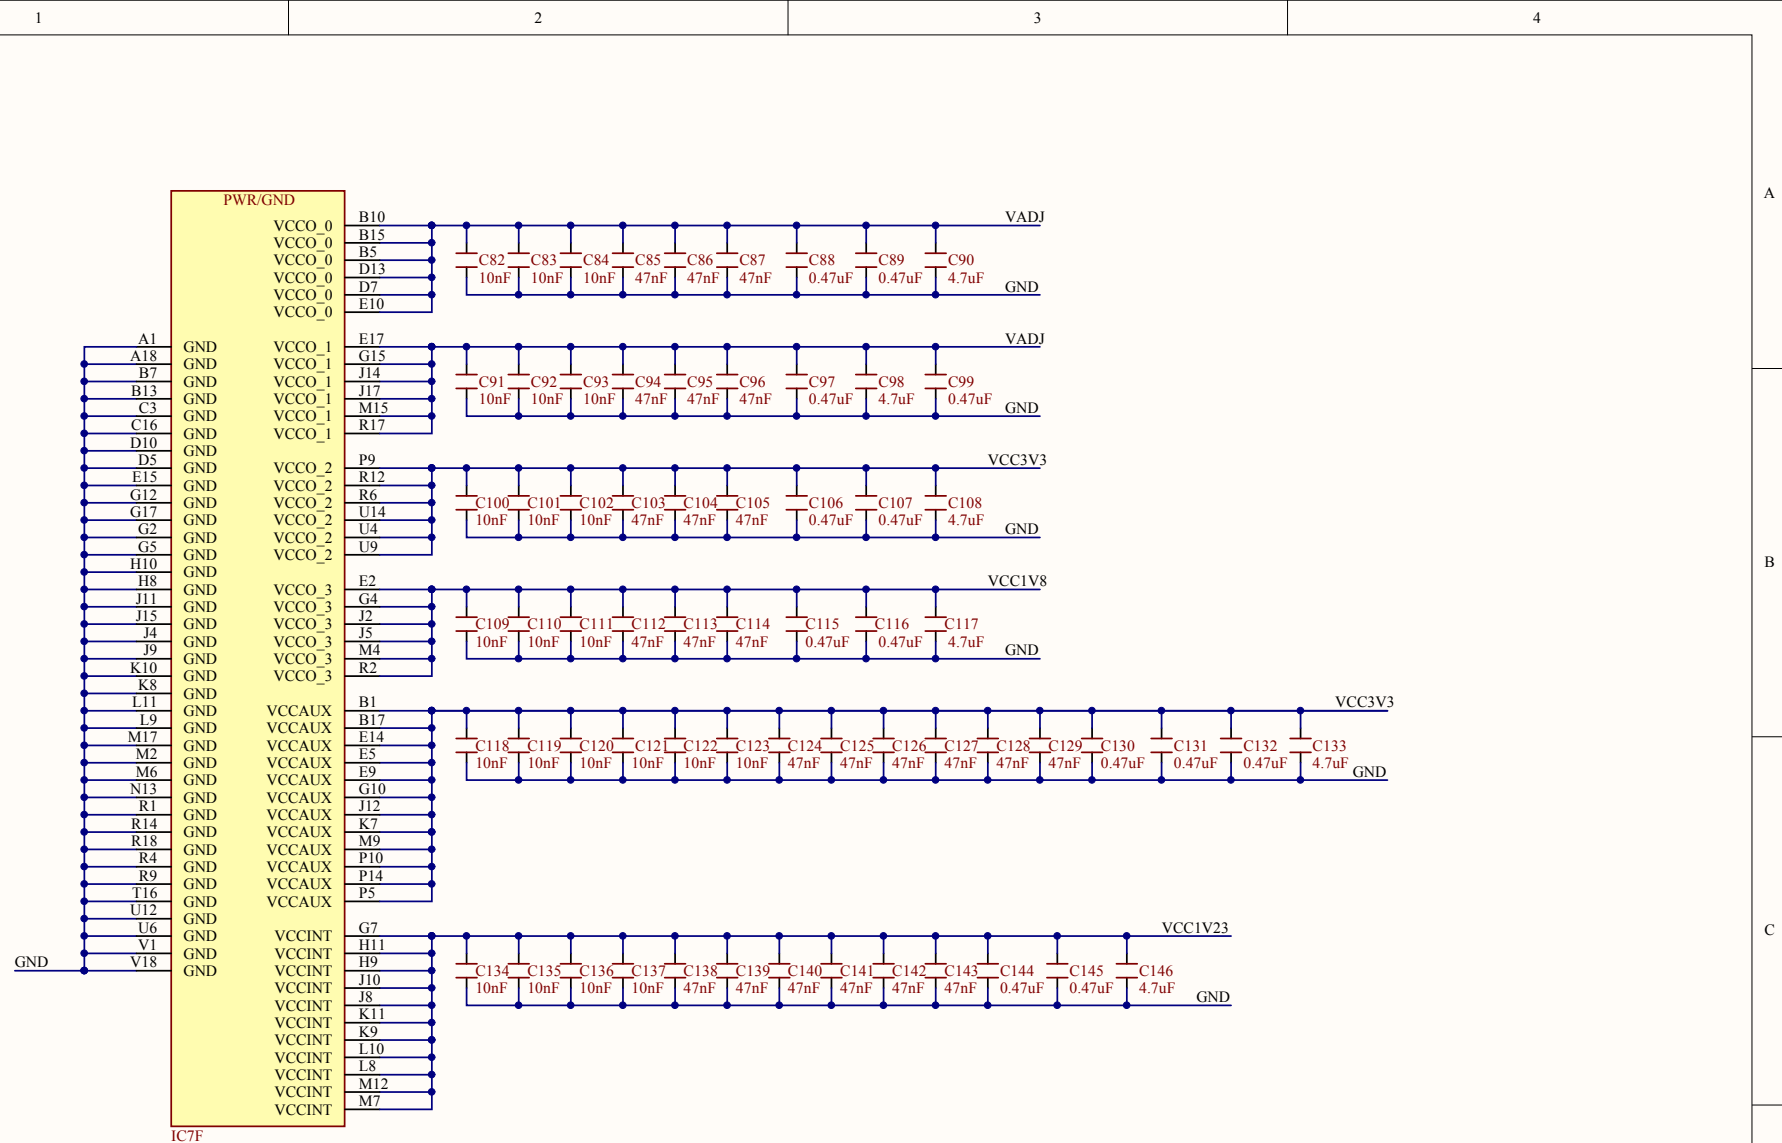 1 2 3 4
A
B
C
PWR/GND
VCCO_0 B10
VCCO_0 B15
VCCO_0 B5
VCCO_0 D13
VCCO_0 D7
VCCO_0 E10
VADJ
C82 C83 C84 C85 C86 C87 C88 C89 C90
10nF 10nF 10nF 47nF 47nF 47nF 0.47uF 0.47uF 4.7uF
GND
VCCO_1 E17
VCCO_1 G15
VCCO_1 J14
VCCO_1 J17
VCCO_1 M15
VCCO_1 R17
VADJ
C91 C92 C93 C94 C95 C96 C97 C98 C99
10nF 10nF 10nF 47nF 47nF 47nF 0.47uF 4.7uF 0.47uF
GND
VCCO_2 P9
VCCO_2 R12
VCCO_2 R6
VCCO_2 U14
VCCO_2 U4
VCCO_2 U9
VCC3V3
C100 C101 C102 C103 C104 C105 C106 C107 C108
10nF 10nF 10nF 47nF 47nF 47nF 0.47uF 0.47uF 4.7uF
GND
VCCO_3 E2
VCCO_3 G4
VCCO_3 J2
VCCO_3 J5
VCCO_3 M4
VCCO_3 R2
VCC1V8
C109 C110 C111 C112 C113 C114 C115 C116 C117
10nF 10nF 10nF 47nF 47nF 47nF 0.47uF 0.47uF 4.7uF
GND
VCCAUX B1
VCCAUX B17
VCCAUX E14
VCCAUX E5
VCCAUX E9
VCCAUX G10
VCCAUX J12
VCCAUX K7
VCCAUX M9
VCCAUX P10
VCCAUX P14
VCCAUX P5
VCC3V3
C118 C119 C120 C121 C122 C123 C124 C125 C126 C127 C128 C129 C130 C131 C132 C133
10nF 10nF 10nF 10nF 10nF 10nF 47nF 47nF 47nF 47nF 47nF 47nF 0.47uF 0.47uF 0.47uF 4.7uF
GND
VCCINT G7
VCCINT H11
VCCINT H9
VCCINT J10
VCCINT J8
VCCINT K11
VCCINT K9
VCCINT L10
VCCINT L8
VCCINT M12
VCCINT M7
VCC1V23
C134 C135 C136 C137 C138 C139 C140 C141 C142 C143 C144 C145 C146
10nF 10nF 10nF 10nF 47nF 47nF 47nF 47nF 47nF 47nF 0.47uF 0.47uF 4.7uF
GND
A1 GND
A18 GND
B7 GND
B13 GND
C3 GND
C16 GND
D10 GND
D5 GND
E15 GND
G12 GND
G17 GND
G2 GND
G5 GND
H10 GND
H8 GND
J11 GND
J15 GND
J4 GND
J9 GND
K10 GND
K8 GND
L11 GND
L9 GND
M17 GND
M2 GND
M6 GND
N13 GND
R1 GND
R14 GND
R18 GND
R4 GND
R9 GND
T16 GND
U12 GND
U6 GND
V1 GND
V18 GND
GND
IC7F